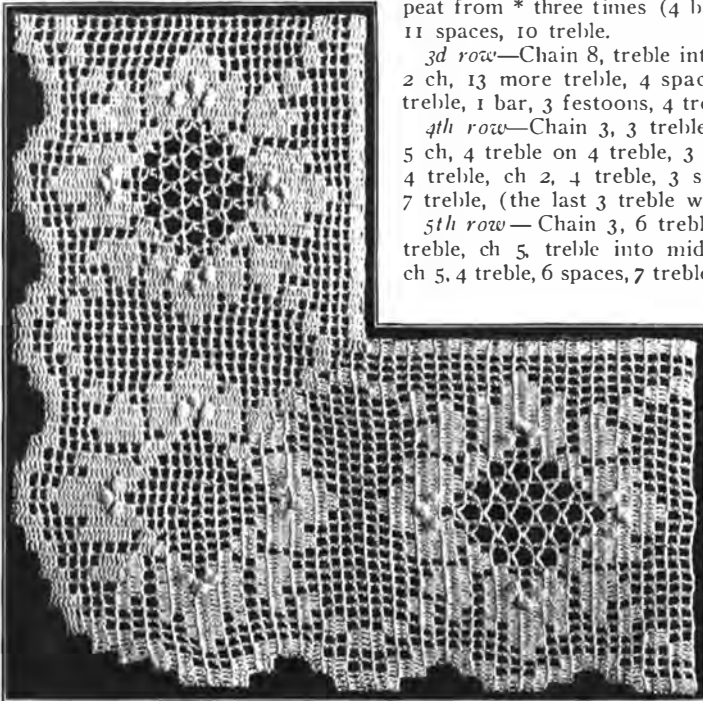 peat from * three times (4 b
11 spaces, 10 treble.
3d row—Chain 8, treble int
2 ch, 13 more treble, 4 spac
treble, 1 bar, 3 festoons, 4 tre
4th row—Chain 3, 3 treble
5 ch, 4 treble on 4 treble, 3
4 treble, ch 2, 4 treble, 3 s
7 treble, (the last 3 treble w
5th row — Chain 3, 6 trebl
treble, ch 5, treble into mid
ch 5, 4 treble, 6 spaces, 7 treble